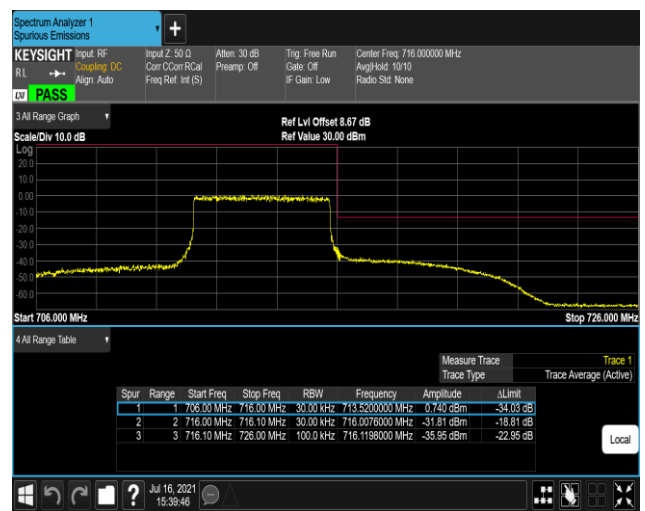 Spectrum Analyzer 1
Spurious Emissions
KEYSIGHT Input: RF Input Z: 50 Ω Atten: 30 dB Trig: Free Run Center Freq: 716.000000 MHz
RL Coupling: DC Corr CCorr RCal Preamp: Off Gate: Off Avg|Hold: 10/10
Align: Auto Freq Ref: Int (S) IF Gain: Low Radio Std: None
LXI PASS
3 All Range Graph
Ref Lvl Offset 8.67 dB
Scale/Div 10.0 dB Ref Value 30.00 dBm
Log
20.0
10.0
0.00
-10.0
-20.0
-30.0
-40.0
-50.0
-60.0
Start 706.000 MHz Stop 726.000 MHz
4 All Range Table
Measure Trace Trace 1
Trace Type Trace Average (Active)
Spur Range Start Freq Stop Freq RBW Frequency Amplitude ΔLimit
1 1 706.00 MHz 716.00 MHz 30.00 kHz 713.5200000 MHz 0.740 dBm -34.03 dB
2 2 716.00 MHz 716.10 MHz 30.00 kHz 716.0076000 MHz -31.81 dBm -18.81 dB
3 3 716.10 MHz 726.00 MHz 100.0 kHz 716.1198000 MHz -35.95 dBm -22.95 dB
Local
Jul 16, 2021
15:39:46